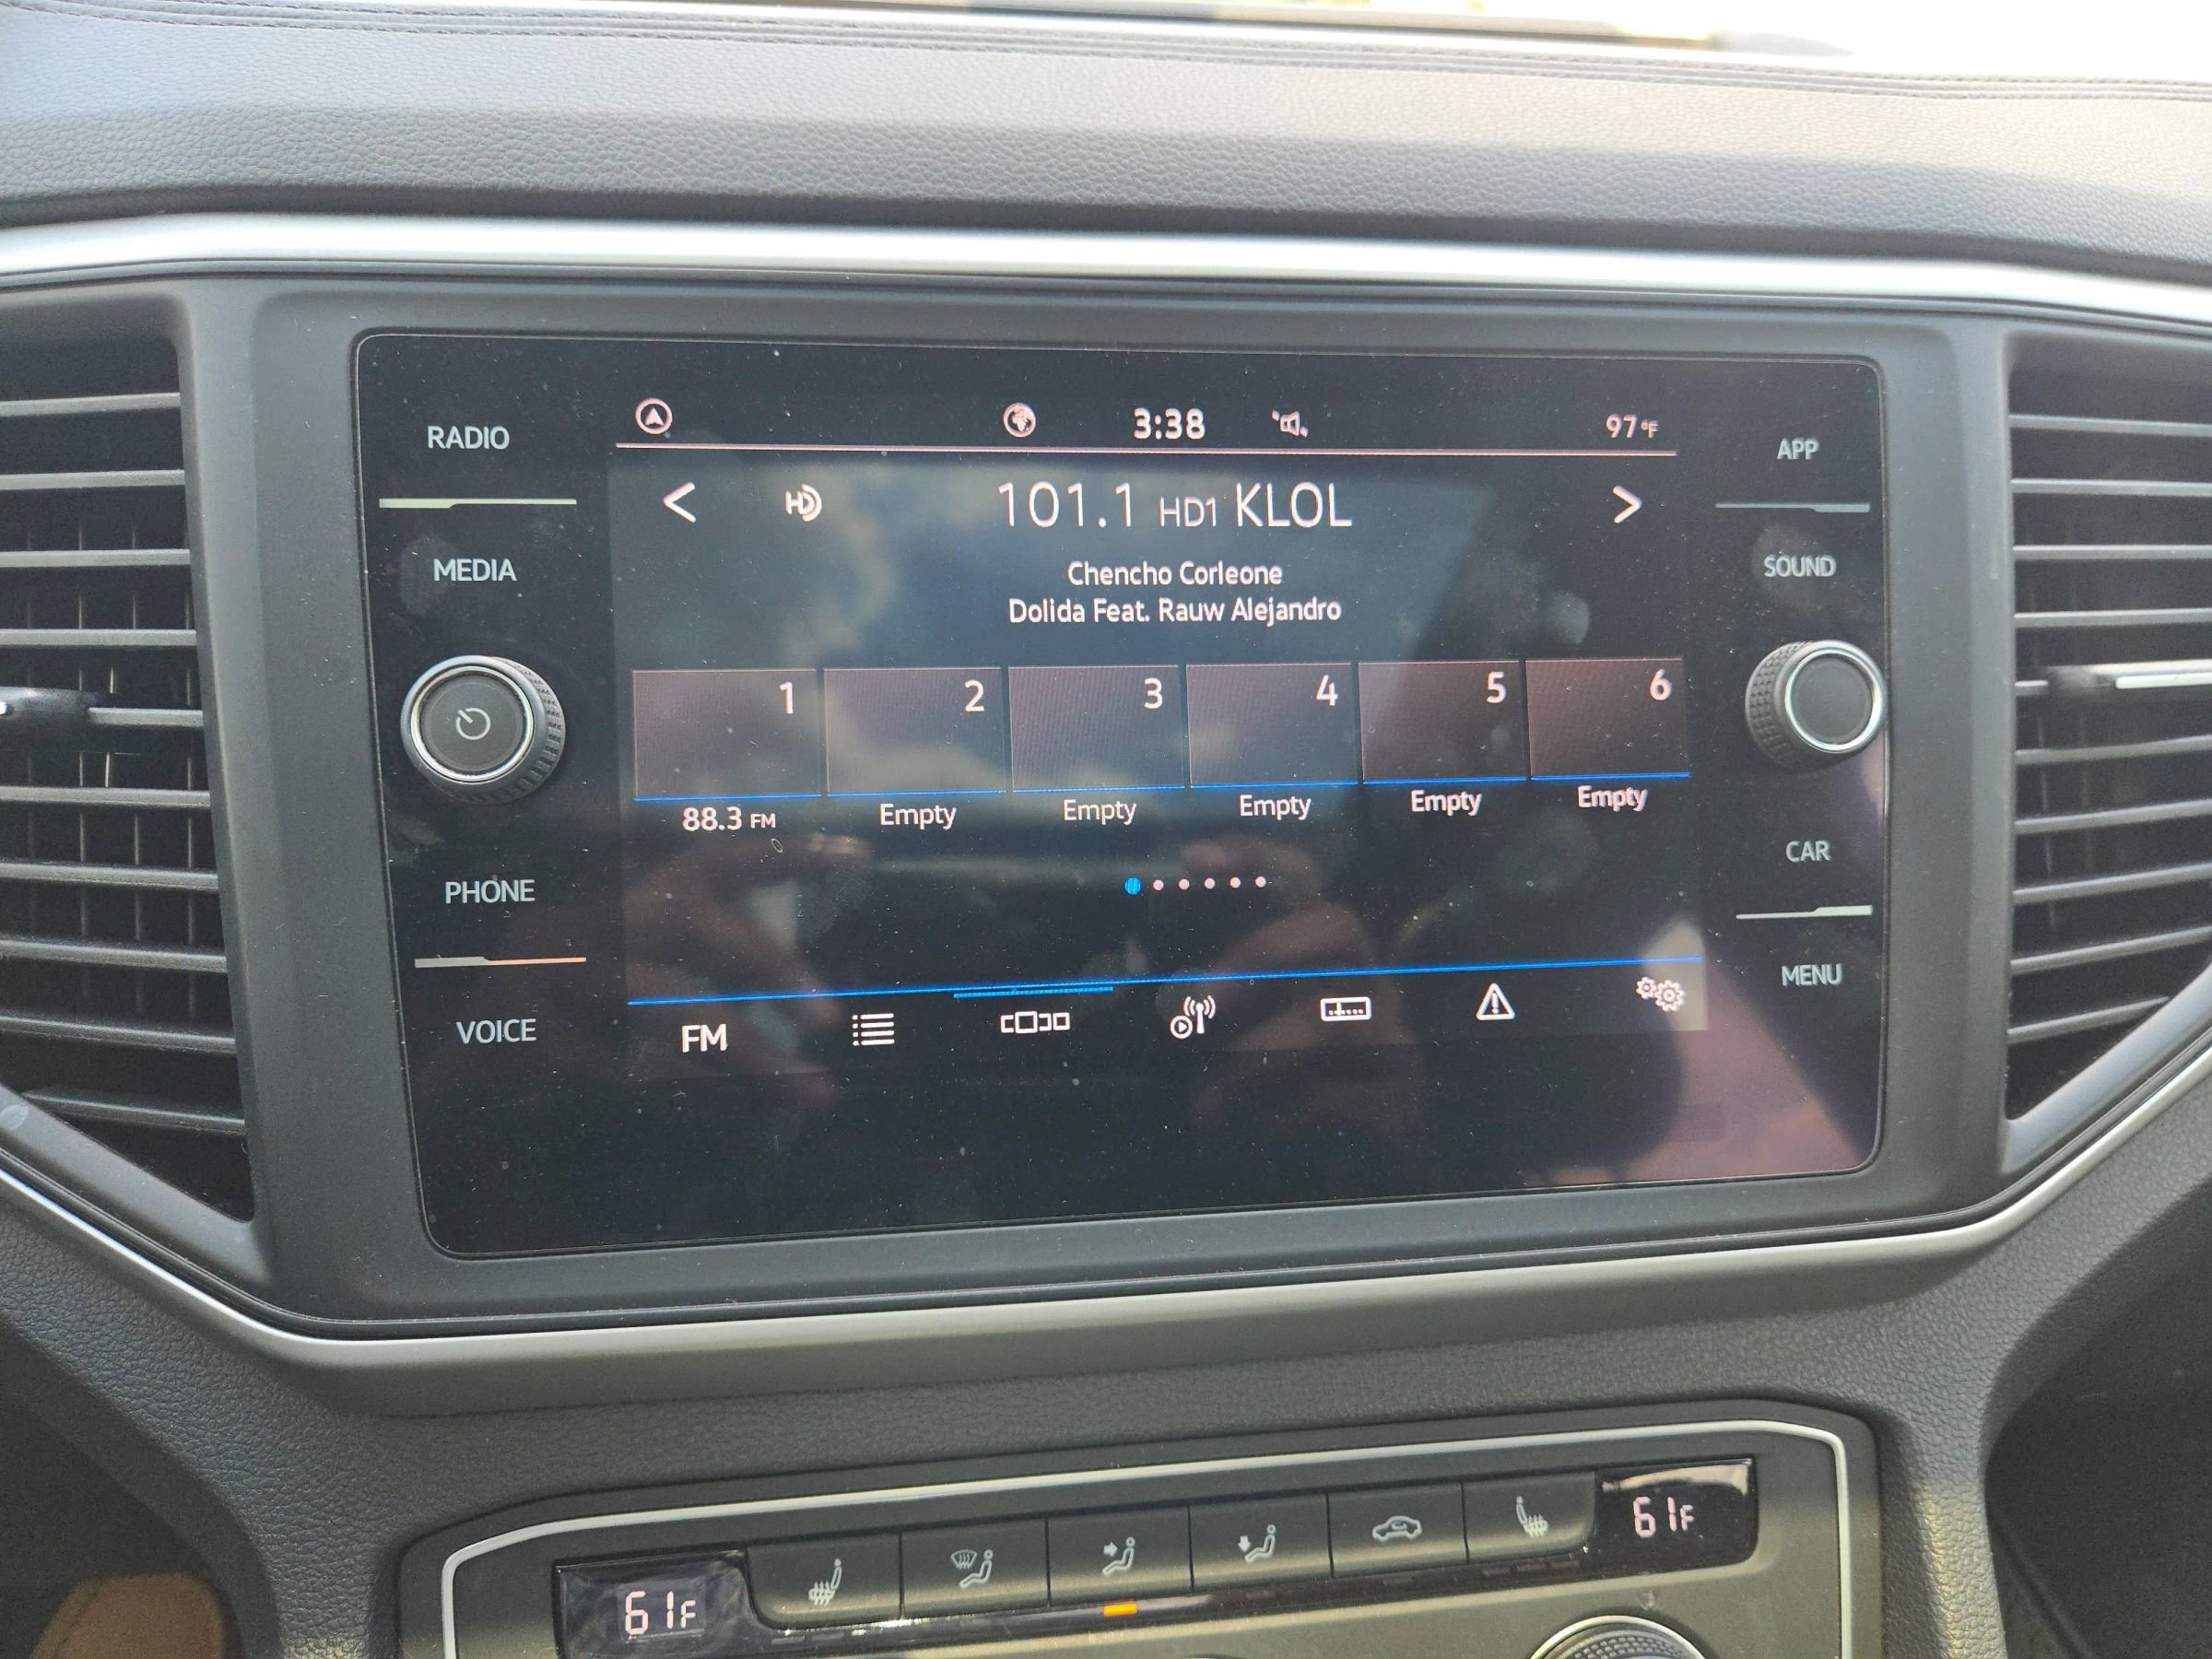 RADIO
MEDIA
PHONE
VOICE
3:38
97°F
HD 101.1 HD1 KLOL
Chencho Corleone
Dolida Feat. Rauw Alejandro
1 2 3 4 5 6
88.3 FM Empty Empty Empty Empty Empty
FM
APP
SOUND
CAR
MENU
61F
61F